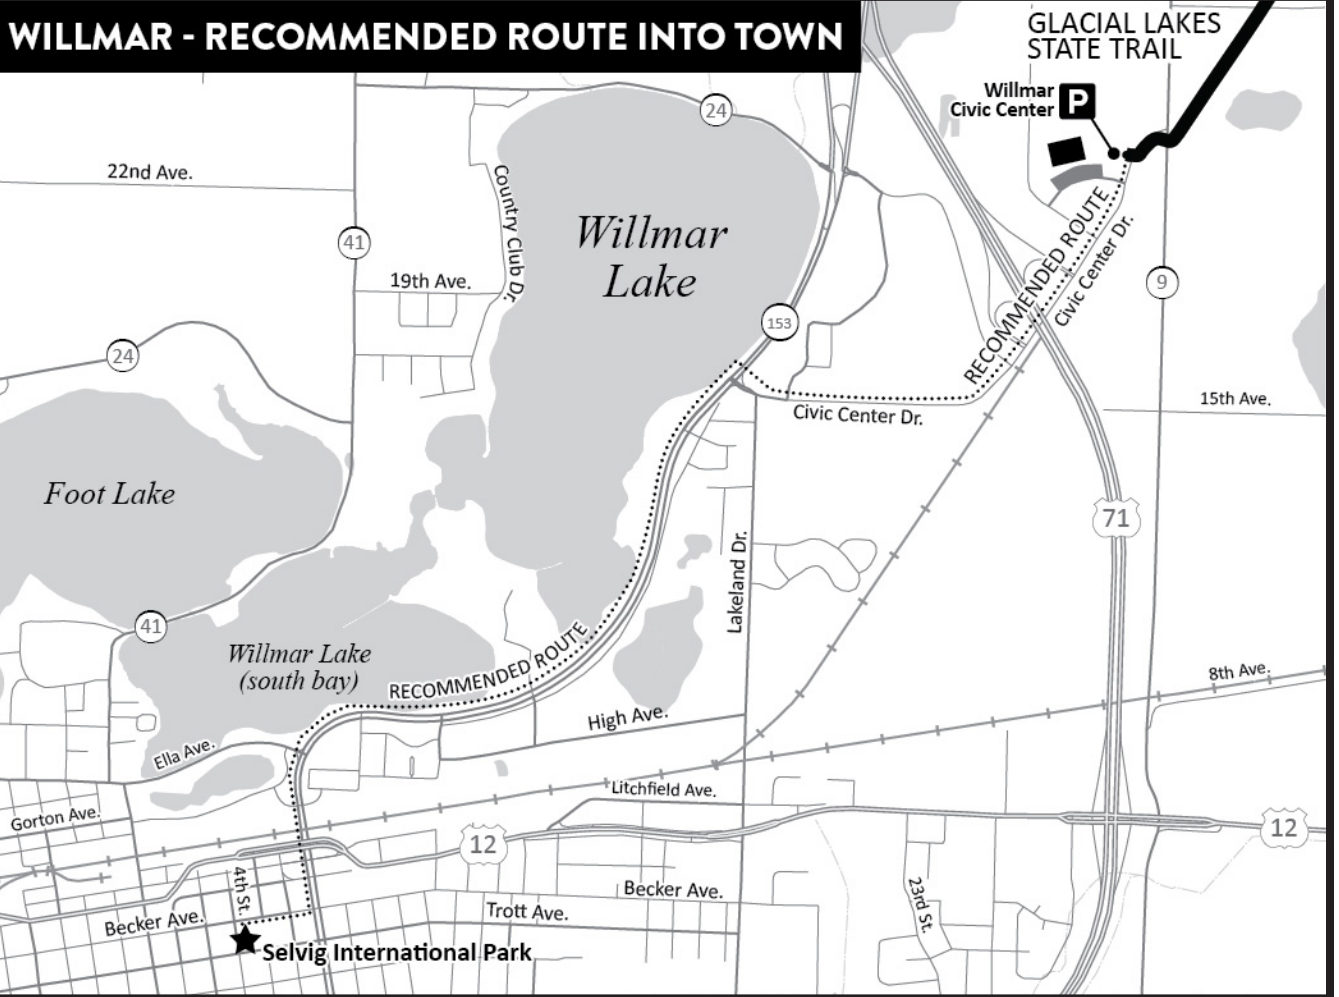 WILLMAR - RECOMMENDED ROUTE INTO TOWN
GLACIAL LAKES
STATE TRAIL
Willmar
Civic Center
P
24
22nd Ave.
Country Club Dr.
Willmar
Lake
41
19th Ave.
RECOMMENDED ROUTE
Civic Center Dr.
9
153
24
15th Ave.
Civic Center Dr.
Foot Lake
71
Lakeland Dr.
41
Willmar Lake
(south bay)
RECOMMENDED ROUTE
8th Ave.
High Ave.
Ella Ave.
Litchfield Ave.
Gorton Ave.
12
12
4th St.
Becker Ave.
23rd St.
Trott Ave.
Becker Ave.
Selvig International Park